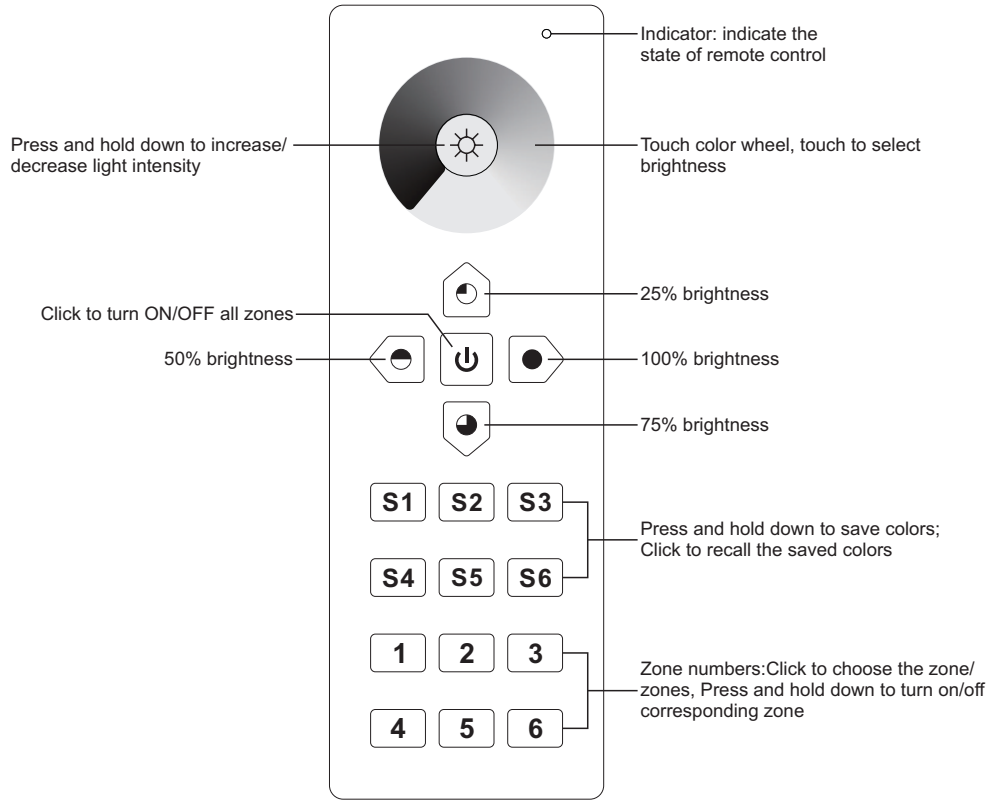 Indicator: indicate the
state of remote control
Press and hold down to increase/
decrease light intensity
Touch color wheel, touch to select
brightness
25% brightness
Click to turn ON/OFF all zones
50% brightness
100% brightness
75% brightness
S1 S2 S3
Press and hold down to save colors;
Click to recall the saved colors
S4 S5 S6
1 2 3
Zone numbers:Click to choose the zone/
zones, Press and hold down to turn on/off
corresponding zone
4 5 6